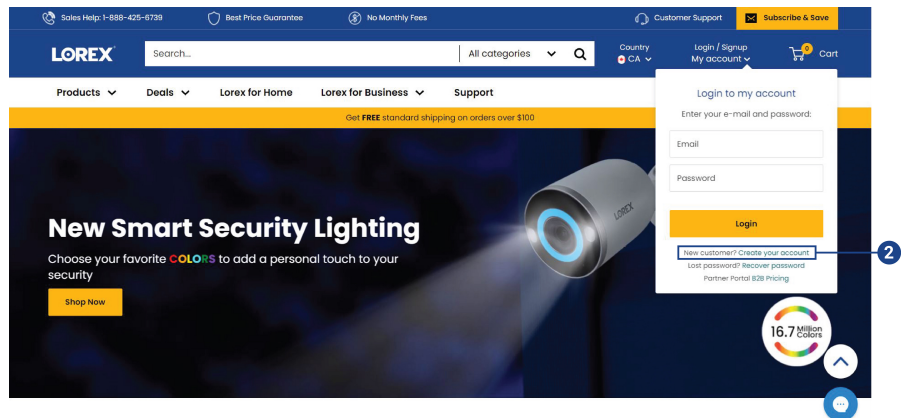 Sales Help: 1-888-425-6739
Best Price Guarantee
No Monthly Fees
Customer Support
Subscribe & Save
LOREX
Search...
All categories
Country
CA
Login / Signup
My account
0
Cart
Products
Deals
Lorex for Home
Lorex for Business
Support
Get FREE standard shipping on orders over $100
Login to my account
Enter your e-mail and password:
Email
Password
Login
New customer? Create your account
Lost password? Recover password
Partner Portal B2B Pricing
2
LOREX
New Smart Security Lighting
Choose your favorite COLORS to add a personal touch to your
security
Shop Now
16.7 Million
Colors